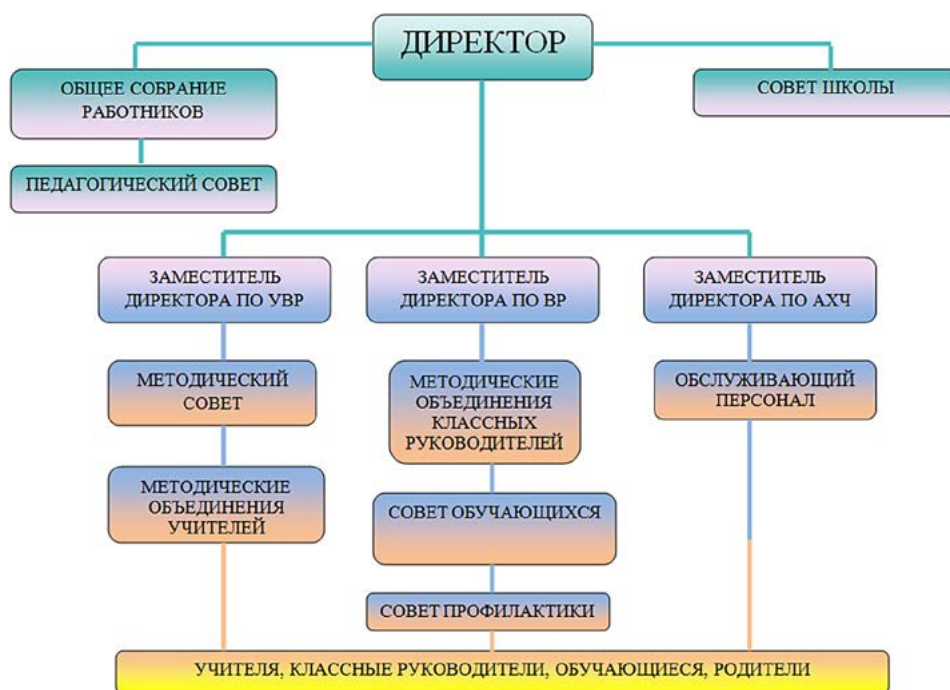 ДИРЕКТОР
ОБЩЕЕ СОБРАНИЕ
РАБОТНИКОВ
СОВЕТ ШКОЛЫ
ПЕДАГОГИЧЕСКИЙ СОВЕТ
ЗАМЕСТИТЕЛЬ
ДИРЕКТОРА ПО УВР
ЗАМЕСТИТЕЛЬ
ДИРЕКТОРА ПО ВР
ЗАМЕСТИТЕЛЬ
ДИРЕКТОРА ПО АХЧ
МЕТОДИЧЕСКИЙ
СОВЕТ
МЕТОДИЧЕСКИЕ
ОБЪЕДИНЕНИЯ
КЛАССНЫХ
РУКОВОДИТЕЛЕЙ
ОБСЛУЖИВАЮЩИЙ
ПЕРСОНАЛ
МЕТОДИЧЕСКИЕ
ОБЪЕДИНЕНИЯ
УЧИТЕЛЕЙ
СОВЕТ ОБУЧАЮЩИХСЯ
СОВЕТ ПРОФИЛАКТИКИ
УЧИТЕЛЯ, КЛАССНЫЕ РУКОВОДИТЕЛИ, ОБУЧАЮЩИЕСЯ, РОДИТЕЛИ